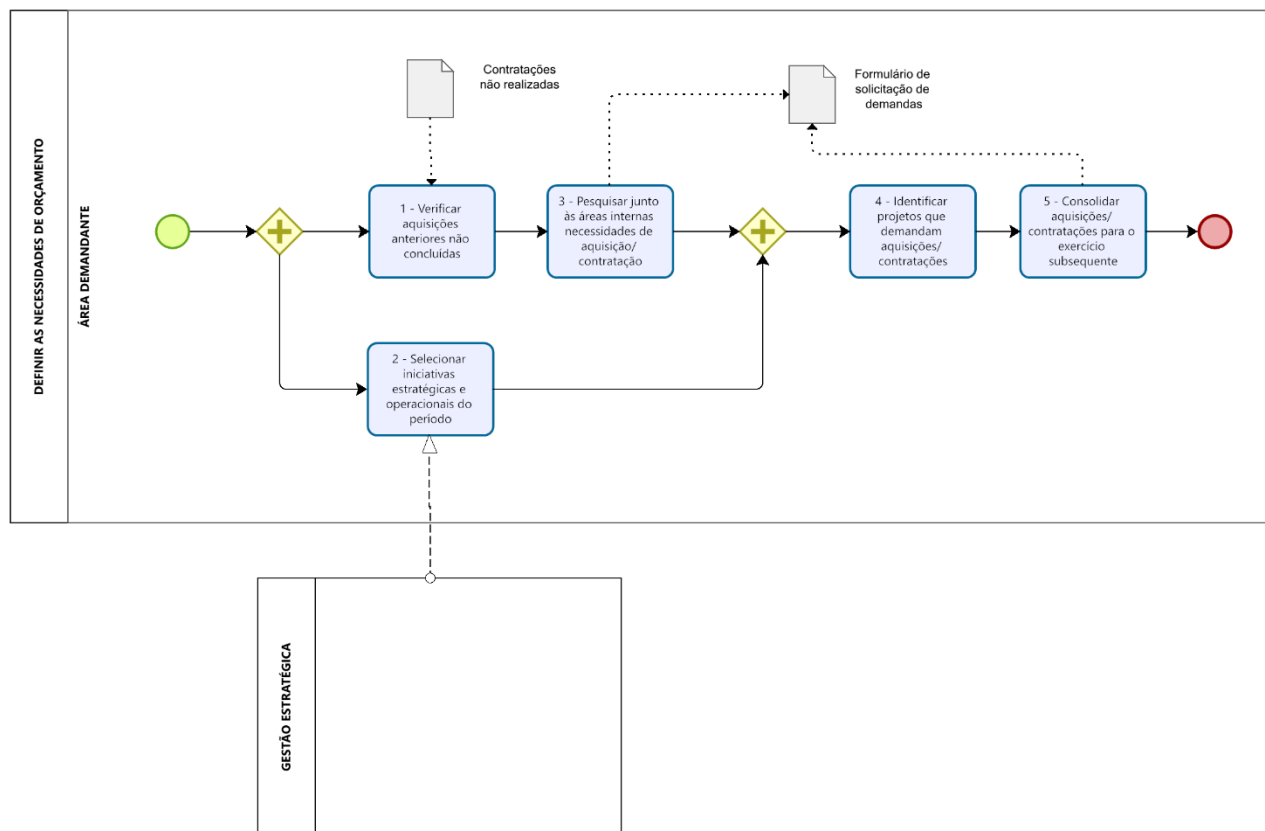 DEFINIR AS NECESSIDADES DE ORÇAMENTO
ÁREA DEMANDANTE
Contratações
não realizadas
Formulário de
solicitação de
demandas
1 - Verificar
aquisições
anteriores não
concluídas
3 - Pesquisar junto
às áreas internas
necessidades de
aquisição/
contratação
4 - Identificar
projetos que
demandam
aquisições/
contratações
5 - Consolidar
aquisições/
contratações para o
exercício
subsequente
2 - Selecionar
iniciativas
estratégicas e
operacionais do
período
GESTÃO ESTRATÉGICA